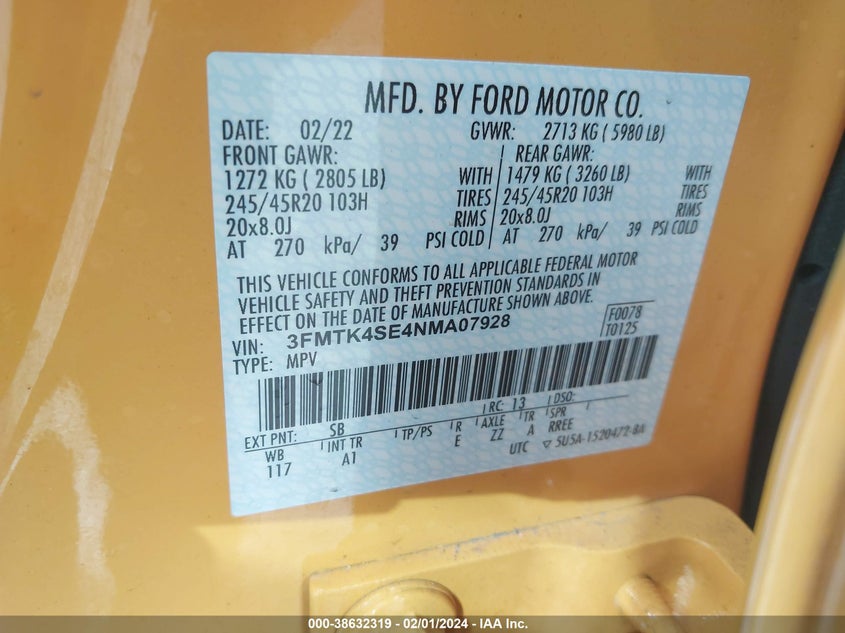 MFD. BY FORD MOTOR CO.
DATE: 02/22 GVWR: 2713 KG ( 5980 LB)
FRONT GAWR: REAR GAWR:
1272 KG ( 2805 LB) WITH 1479 KG ( 3260 LB) WITH
245/45R20 103H TIRES 245/45R20 103H TIRES
20x8.0J RIMS 20x8.0J RIMS
AT 270 kPa/ 39 PSI COLD AT 270 kPa/ 39 PSI COLD
THIS VEHICLE CONFORMS TO ALL APPLICABLE FEDERAL MOTOR
VEHICLE SAFETY AND THEFT PREVENTION STANDARDS IN
EFFECT ON THE DATE OF MANUFACTURE SHOWN ABOVE.
VIN: 3FMTK4SE4NMA07928 F0078
TYPE: MPV T0125
EXT PNT: SB RC: 13 DSO:
WB INT TR TP/PS R AXLE TR SPR
117 A1 E ZZ A RREE
UTC ▽ 5U5A-1520472-BA
000-38632319 - 02/01/2024 - IAA Inc.